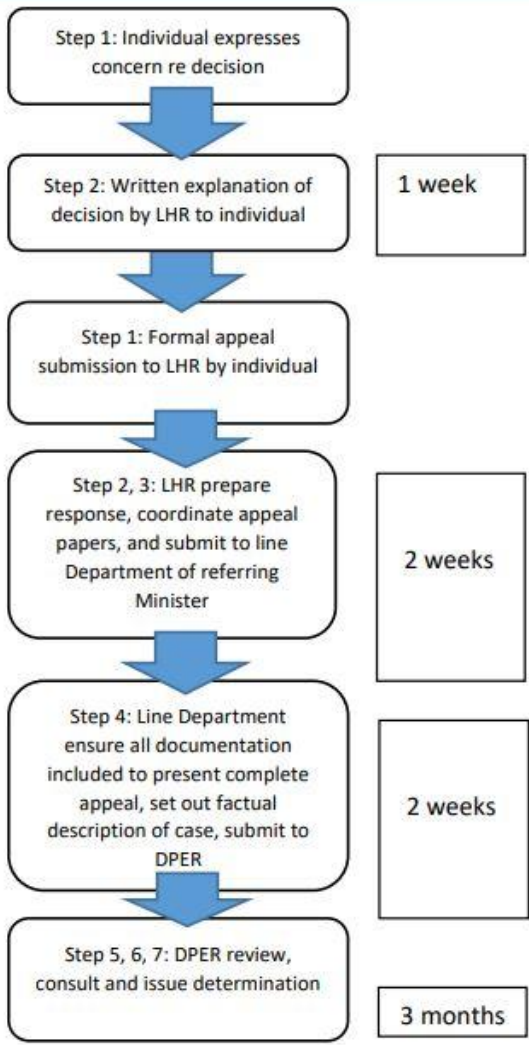 Step 1: Individual expresses
concern re decision
Step 2: Written explanation of
decision by LHR to individual
1 week
Step 1: Formal appeal
submission to LHR by individual
Step 2, 3: LHR prepare
response, coordinate appeal
papers, and submit to line
Department of referring
Minister
2 weeks
Step 4: Line Department
ensure all documentation
included to present complete
appeal, set out factual
description of case, submit to
DPER
2 weeks
Step 5, 6, 7: DPER review,
consult and issue determination
3 months